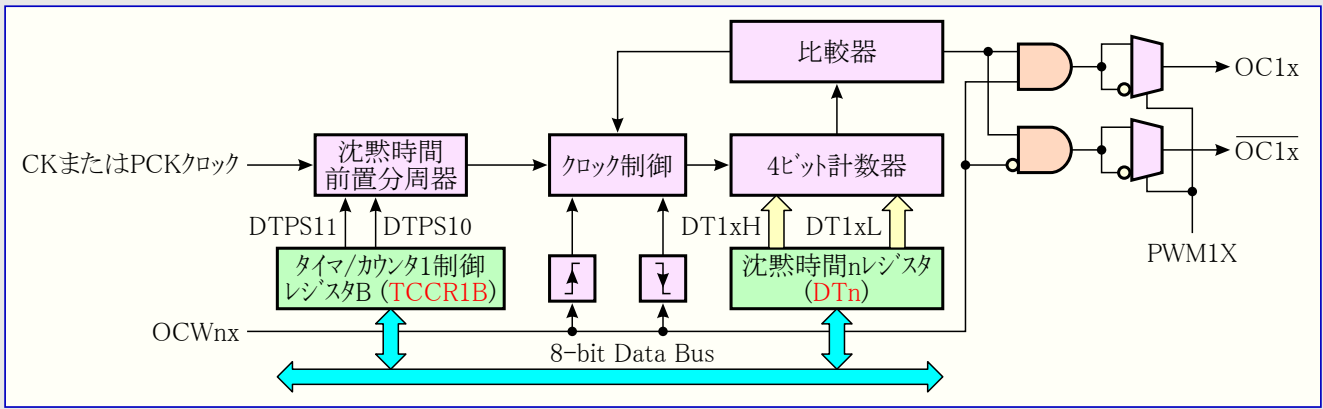 比較器
OC1x
CKまたはPCKクロック
沈黙時間
前置分周器
クロック制御
4ビット計数器
OC1x
DTPS11
DTPS10
DT1xH
DT1xL
PWM1X
タイマ/カウンタ1制御
レジスタB (TCCR1B)
沈黙時間nレジスタ
(DTn)
OCWnx
8-bit Data Bus